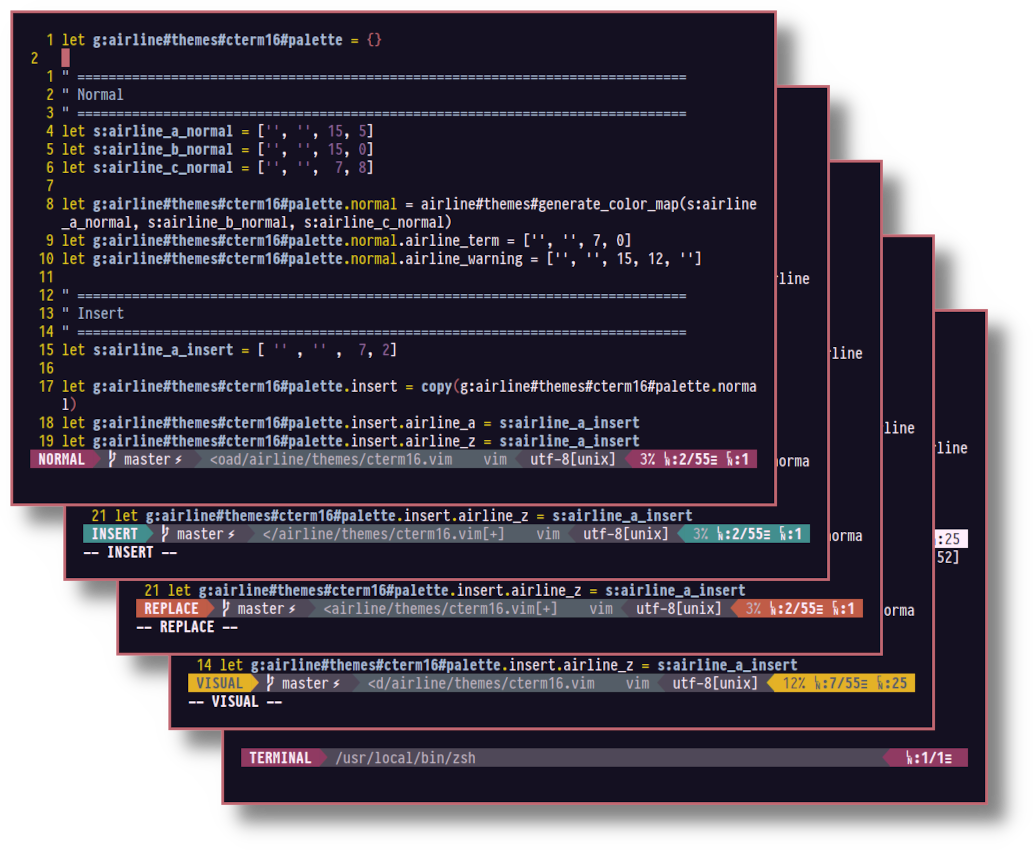 1 let g:airline#themes#cterm16#palette = {}
2
1 " ==============================================================================
2 " Normal
3 " ==============================================================================
4 let s:airline_a_normal = ['', '', 15, 5]
5 let s:airline_b_normal = ['', '', 15, 0]
6 let s:airline_c_normal = ['', '',  7, 8]
7
8 let g:airline#themes#cterm16#palette.normal = airline#themes#generate_color_map(s:airline
_a_normal, s:airline_b_normal, s:airline_c_normal)
9 let g:airline#themes#cterm16#palette.normal.airline_term = ['', '', 7, 0]
10 let g:airline#themes#cterm16#palette.normal.airline_warning = ['', '', 15, 12, '']
11
12 " ==============================================================================
13 " Insert
14 " ==============================================================================
15 let s:airline_a_insert = [ '' , '' ,  7, 2]
16
17 let g:airline#themes#cterm16#palette.insert = copy(g:airline#themes#cterm16#palette.norma
l)
18 let g:airline#themes#cterm16#palette.insert.airline_a = s:airline_a_insert
19 let g:airline#themes#cterm16#palette.insert.airline_z = s:airline_a_insert
NORMAL master⚡ <oad/airline/themes/cterm16.vim vim utf-8[unix] 3% ㏑:2/55≡ ℅:1
rline
rline
line
rline
norma
norma
orma
:25
52]
21 let g:airline#themes#cterm16#palette.insert.airline_z = s:airline_a_insert
INSERT master⚡ </airline/themes/cterm16.vim[+] vim utf-8[unix] 3% :2/55≡ :1
-- INSERT --
21 let g:airline#themes#cterm16#palette.insert.airline_z = s:airline_a_insert
REPLACE master⚡ <airline/themes/cterm16.vim[+] vim utf-8[unix] 3% :2/55≡ :1
-- REPLACE --
14 let g:airline#themes#cterm16#palette.insert.airline_z = s:airline_a_insert
VISUAL master⚡ <d/airline/themes/cterm16.vim vim utf-8[unix] 12% :7/55≡ :25
-- VISUAL --
TERMINAL /usr/local/bin/zsh :1/1≡